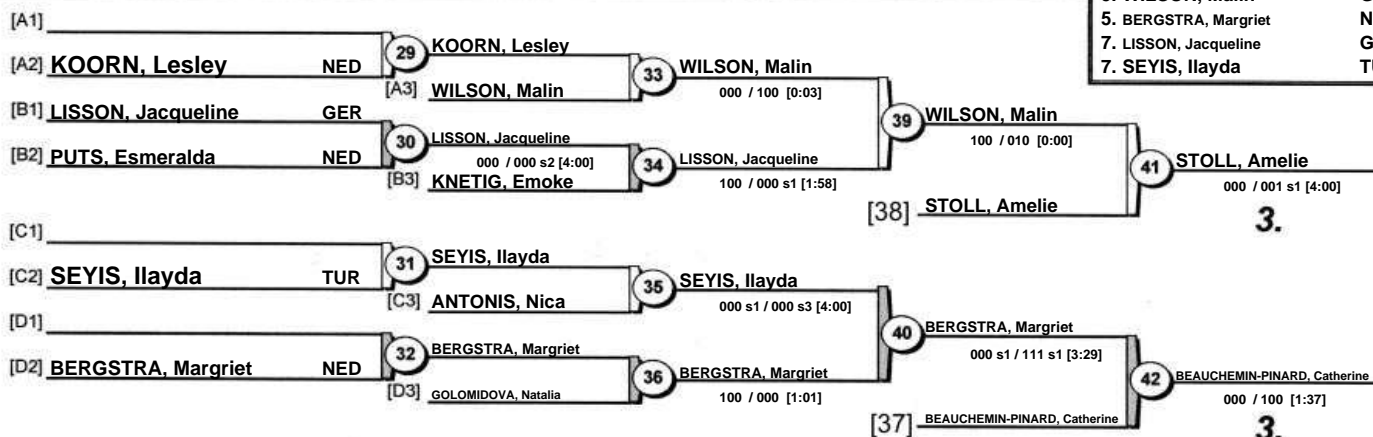 5. BERGSTRA, Margriet
7. LISSON, Jacqueline
7. SEYIS, Ilayda
[A1]
[A2] KOORN, Lesley NED
29
KOORN, Lesley
[A3] WILSON, Malin
33
WILSON, Malin
000 / 100 [0:03]
[B1] LISSON, Jacqueline GER
[B2] PUTS, Esmeralda NED
30
LISSON, Jacqueline
000 / 000 s2 [4:00]
[B3] KNETIG, Emoke
34
LISSON, Jacqueline
100 / 000 s1 [1:58]
39
WILSON, Malin
100 / 010 [0:00]
[38] STOLL, Amelie
41
STOLL, Amelie
000 / 001 s1 [4:00]
3.
[C1]
[C2] SEYIS, Ilayda TUR
31
SEYIS, Ilayda
[C3] ANTONIS, Nica
35
SEYIS, Ilayda
000 s1 / 000 s3 [4:00]
[D1]
[D2] BERGSTRA, Margriet NED
32
BERGSTRA, Margriet
[D3] GOLOMIDOVA, Natalia
36
BERGSTRA, Margriet
100 / 000 [1:01]
40
BERGSTRA, Margriet
000 s1 / 111 s1 [3:29]
[37] BEAUCHEMIN-PINARD, Catherine
42
BEAUCHEMIN-PINARD, Catherine
000 / 100 [1:37]
3.